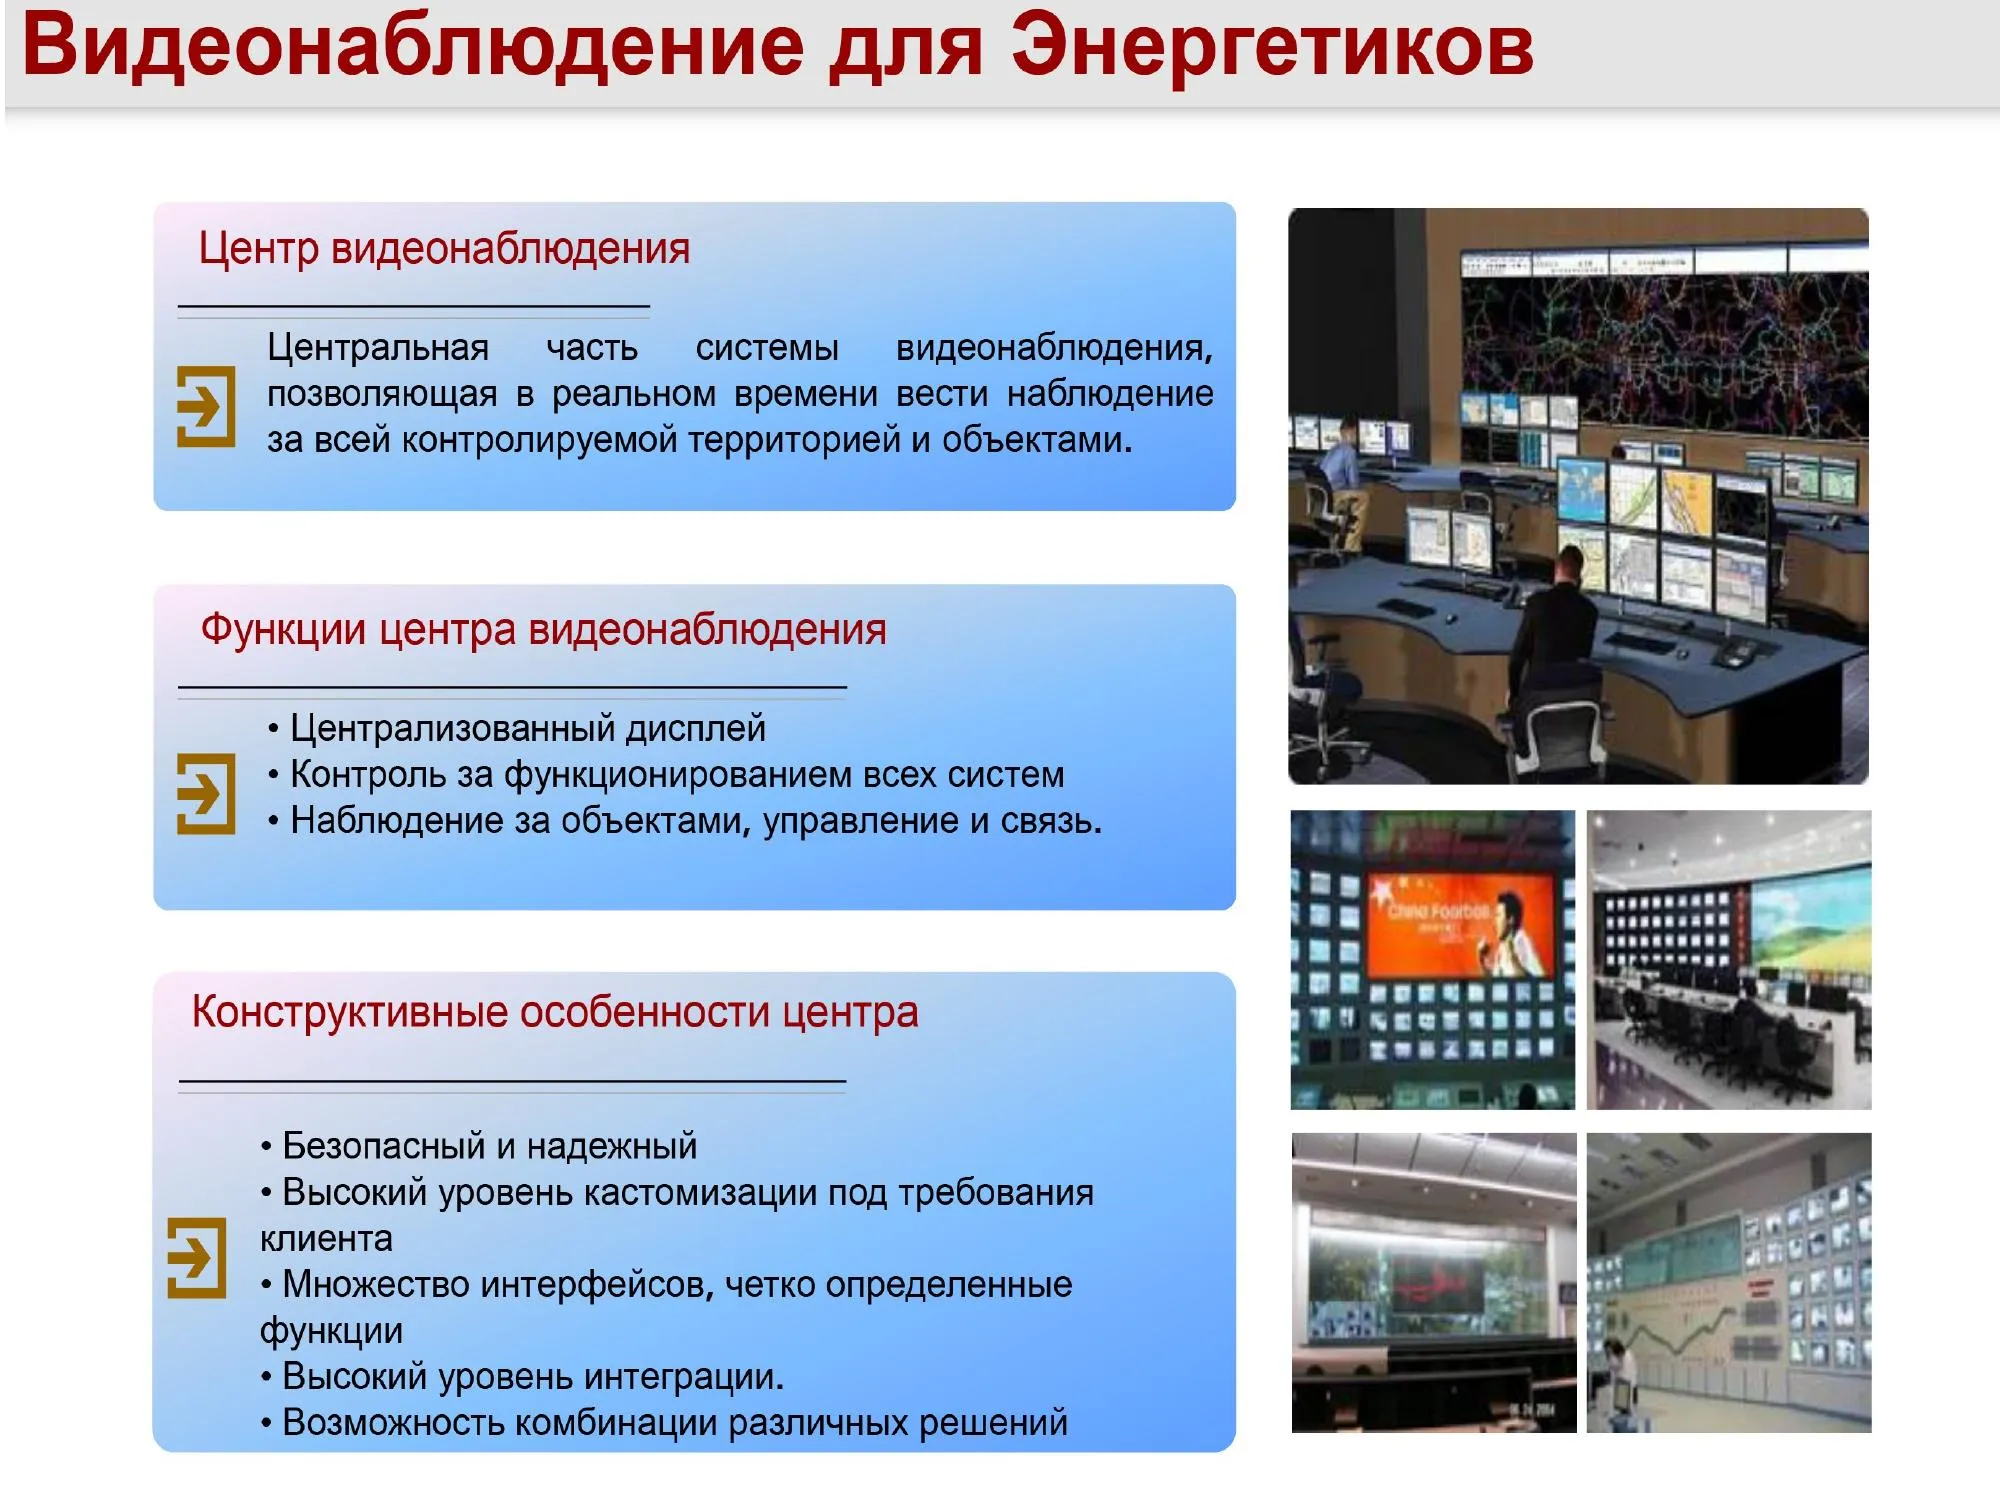 Видеонаблюдение для Энергетиков
Центр видеонаблюдения
Центральная часть системы видеонаблюдения,
позволяющая в реальном времени вести наблюдение
за всей контролируемой территорией и объектами.
Функции центра видеонаблюдения
• Централизованный дисплей
• Контроль за функционированием всех систем
• Наблюдение за объектами, управление и связь.
Конструктивные особенности центра
• Безопасный и надежный
• Высокий уровень кастомизации под требования
клиента
• Множество интерфейсов, четко определенные
функции
• Высокий уровень интеграции.
• Возможность комбинации различных решений
China Football